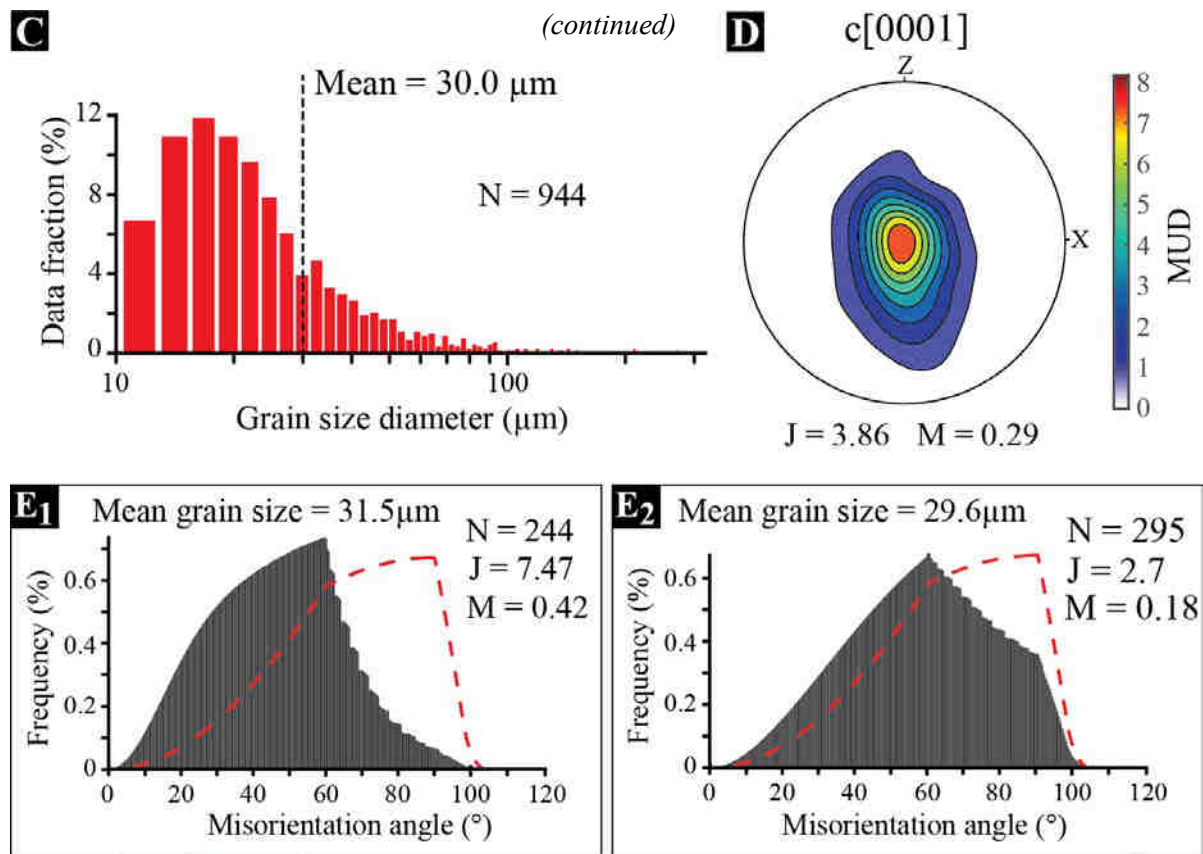 (continued)
C
Mean = 30.0 µm
N = 944
Data fraction (%)
12
8
4
0
10
100
Grain size diameter (µm)
D
c[0001]
Z
X
8
7
6
5
4
3
2
1
0
MUD
J = 3.86 M = 0.29
E1
Mean grain size = 31.5µm
N = 244
J = 7.47
M = 0.42
Frequency (%)
0.6
0.4
0.2
0
0 20 40 60 80 100 120
Misorientation angle (°)
E2
Mean grain size = 29.6µm
N = 295
J = 2.7
M = 0.18
Frequency (%)
0.6
0.4
0.2
0
0 20 40 60 80 100 120
Misorientation angle (°)